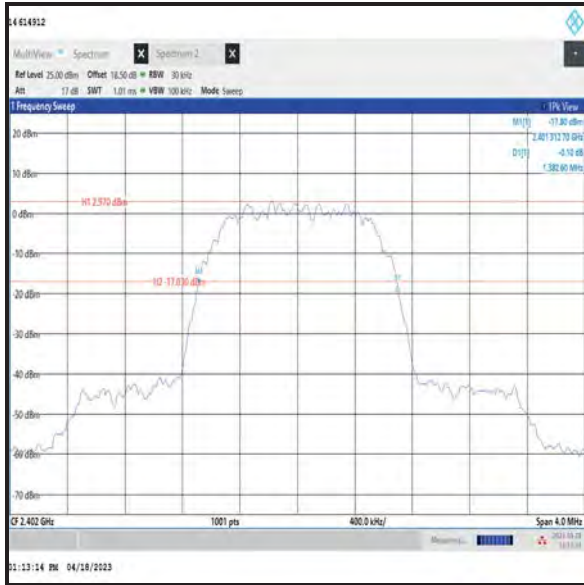 14 614912
MultiView Spectrum X Spectrum 2 X
Ref Level 25.00 dBm Offset 18.50 dB RBW 30 kHz
Att 17 dB SWT 1.01 ms VBW 100 kHz Mode Sweep
1 Frequency Sweep 1Pk View
M1[1] -17.80 dBm
2.401 312 70 GHz
D1[1] -0.10 dB
1.382 60 MHz
20 dBm
H1 2.970 dBm
0 dBm
-10 dBm
M1
D1
H2 -17.030 dBm
-20 dBm
-30 dBm
-40 dBm
-50 dBm
-60 dBm
-70 dBm
CF 2.402 GHz 1001 pts 400.0 kHz/ Span 4.0 MHz
Measuring...
01:13:14 PM 04/18/2023